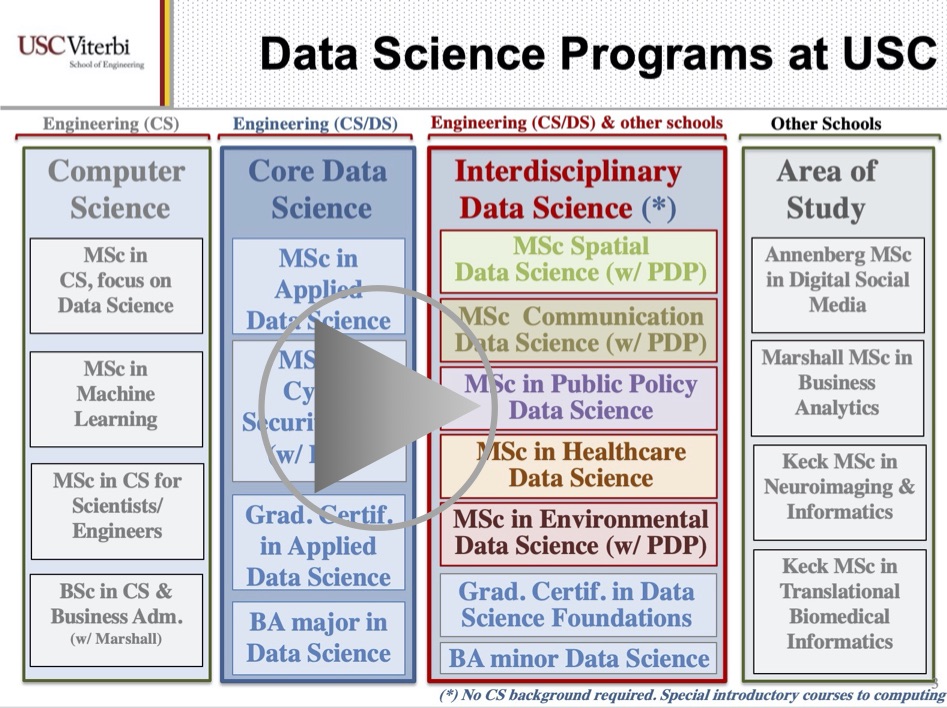 USC Viterbi
School of Engineering
Data Science Programs at USC
Engineering (CS)
Computer
Science
MSc in
CS, focus on
Data Science
MSc in
Machine
Learning
MSc in CS for
Scientists/
Engineers
BSc in CS &
Business Adm.
(w/ Marshall)
Engineering (CS/DS)
Core Data
Science
MSc in
Applied
Data Science
Grad. Certif.
in Applied
Data Science
BA major in
Data Science
Engineering (CS/DS) & other schools
Interdisciplinary
Data Science (*)
MSc Spatial
Data Science (w/ PDP)
MSc Communication
Data Science (w/ PDP)
MSc in Public Policy
Data Science
MSc in Healthcare
Data Science
MSc in Environmental
Data Science (w/ PDP)
Grad. Certif. in Data
Science Foundations
BA minor Data Science
Other Schools
Area of
Study
Annenberg MSc
in Digital Social
Media
Marshall MSc in
Business
Analytics
Keck MSc in
Neuroimaging &
Informatics
Keck MSc in
Translational
Biomedical
Informatics
3
(*) No CS background required. Special introductory courses to computing